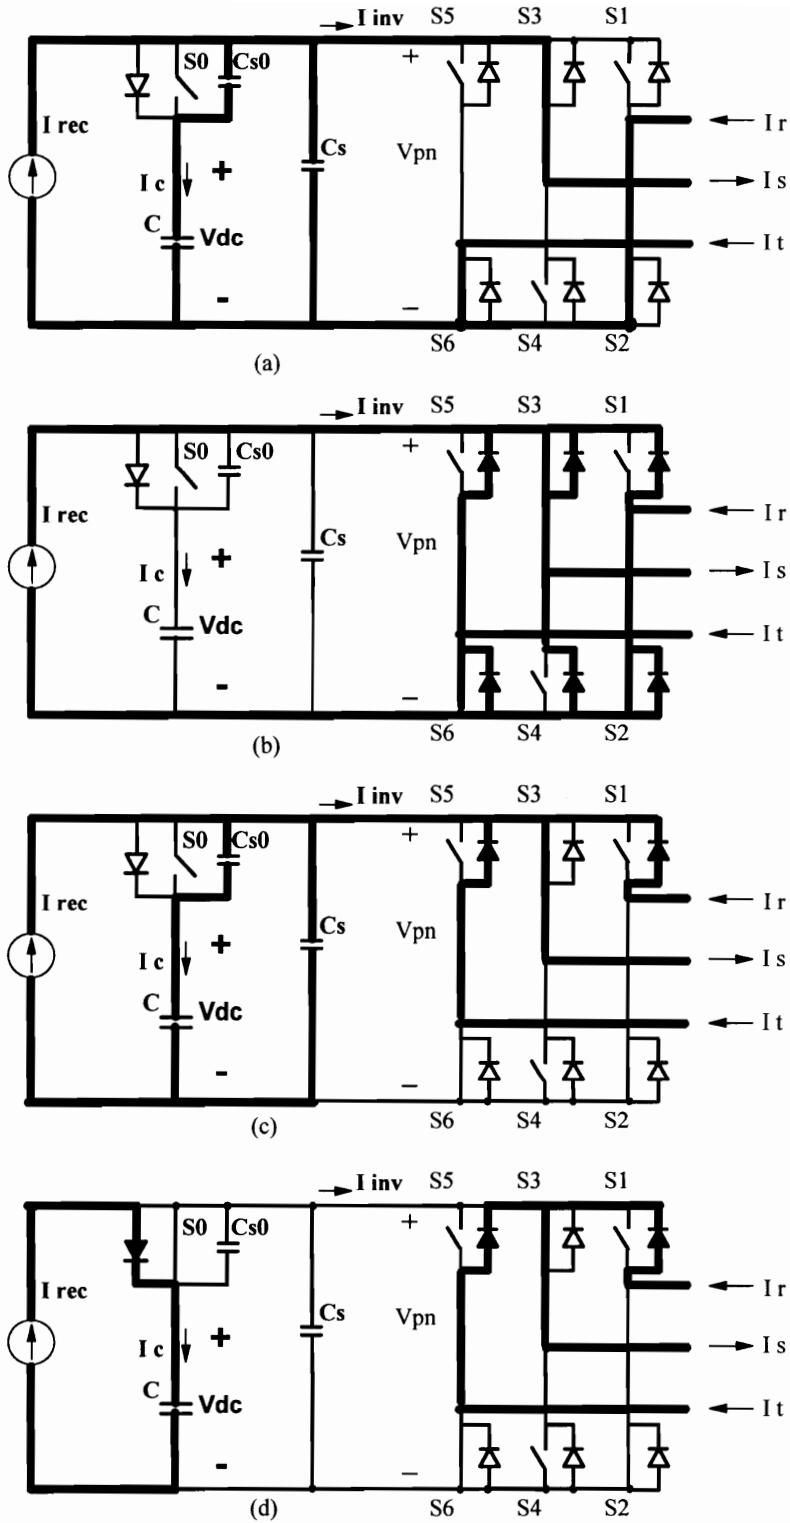 I inv S5 S3 S1
S0 Cs0 +
I rec I r
+ Cs Vpn
I c I s
C Vdc
I t
- –
S6 S4 S2
(a)
I inv S5 S3 S1
S0 Cs0 +
I rec I r
+ Cs Vpn
I c I s
C Vdc
I t
- –
S6 S4 S2
(b)
I inv S5 S3 S1
S0 Cs0 +
I rec I r
+ Cs Vpn
I c I s
C Vdc
I t
- –
S6 S4 S2
(c)
I inv S5 S3 S1
S0 Cs0 +
I rec I r
+ Cs Vpn
I c I s
C Vdc
I t
- –
S6 S4 S2
(d)